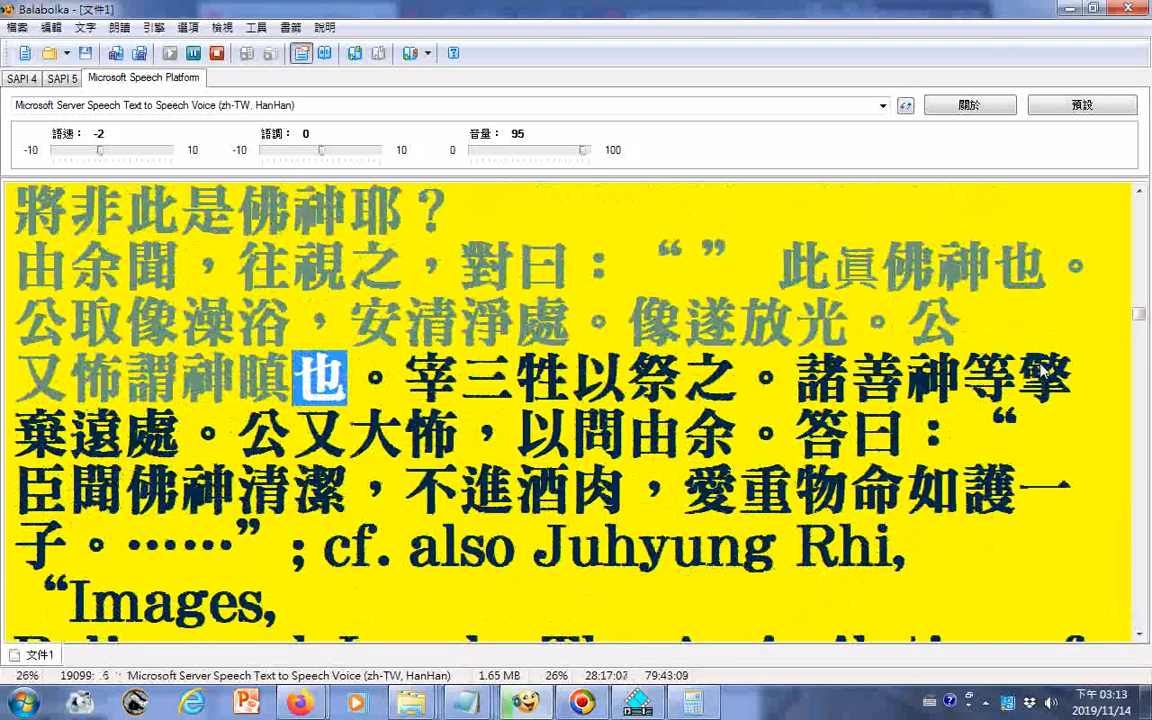 Balabolka - [文件1]
檔案 編輯 文字 朗讀 引擎 選項 檢視 工具 書籤 說明
SAPI 4 SAPI 5 Microsoft Speech Platform
Microsoft Server Speech Text to Speech Voice (zh-TW, HanHan) 關於 預設
語速： -2 語調： 0 音量： 95
-10 10 -10 10 0 100
將非此是佛神耶？
由余聞，往視之，對曰：“” 此眞佛神也。
公取像澡浴，安清淨處。像遂放光。公
又怖謂神瞋也。宰三牲以祭之。諸善神等擎
棄遠處。公又大怖，以問由余。答曰：“
臣聞佛神清潔，不進酒肉，愛重物命如護一
子。……”；cf. also Juhyung Rhi,
“Images,
文件1
26% 19099: Microsoft Server Speech Text to Speech Voice (zh-TW, HanHan) 1.65 MB 26% 28:17:07 79:43:09
下午 03:13
2019/11/14